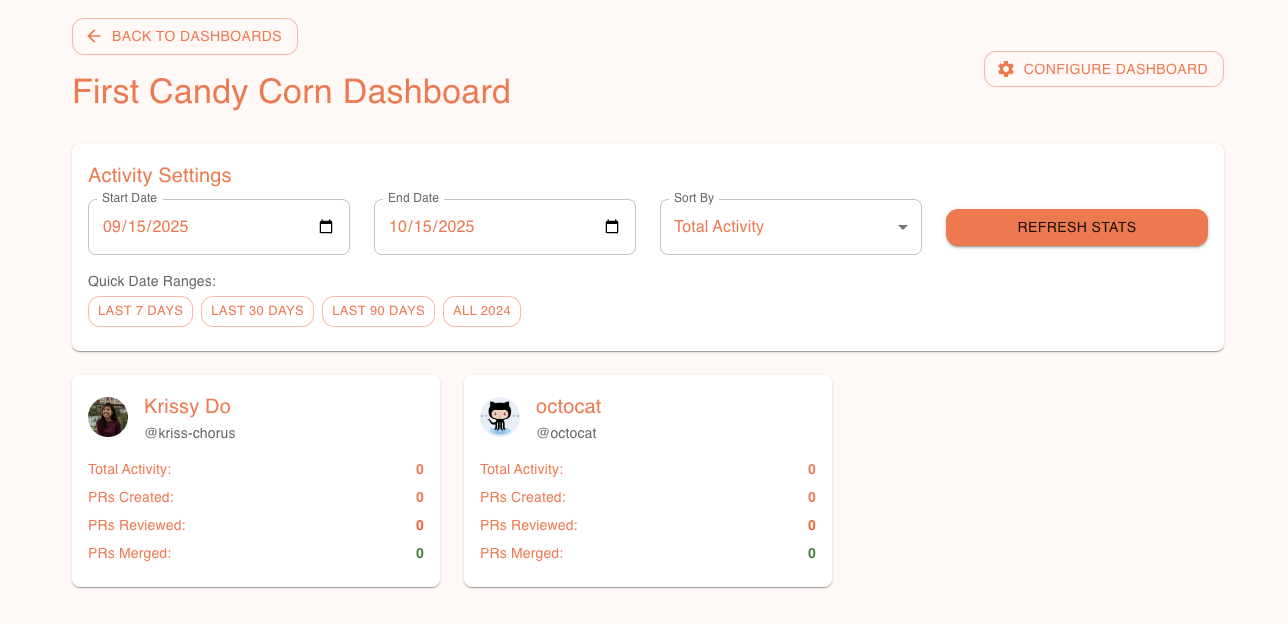 BACK TO DASHBOARDS
First Candy Corn Dashboard
CONFIGURE DASHBOARD
Activity Settings
Start Date
09/15/2025
End Date
10/15/2025
Sort By
Total Activity
REFRESH STATS
Quick Date Ranges:
LAST 7 DAYS
LAST 30 DAYS
LAST 90 DAYS
ALL 2024
Krissy Do
@kriss-chorus
Total Activity: 0
PRs Created: 0
PRs Reviewed: 0
PRs Merged: 0
octocat
@octocat
Total Activity: 0
PRs Created: 0
PRs Reviewed: 0
PRs Merged: 0